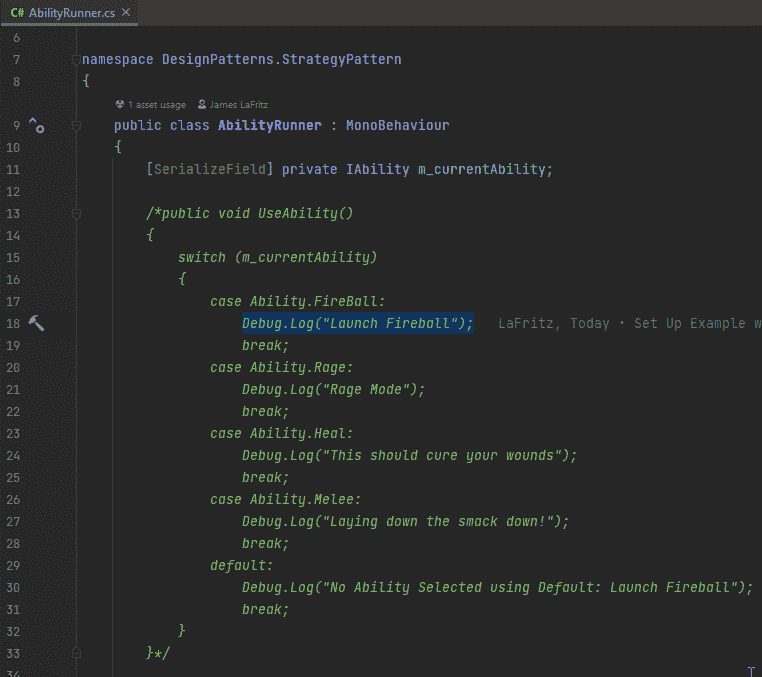 C# AbilityRunner.cs ×
6
7 namespace DesignPatterns.StrategyPattern
8 {
1 asset usage James LaFritz
9 public class AbilityRunner : MonoBehaviour
10 {
11 [SerializeField] private IAbility m_currentAbility;
12
13 /*public void UseAbility()
14 {
15 switch (m_currentAbility)
16 {
17 case Ability.FireBall:
18 Debug.Log("Launch Fireball"); LaFritz, Today • Set Up Example w
19 break;
20 case Ability.Rage:
21 Debug.Log("Rage Mode");
22 break;
23 case Ability.Heal:
24 Debug.Log("This should cure your wounds");
25 break;
26 case Ability.Melee:
27 Debug.Log("Laying down the smack down!");
28 break;
29 default:
30 Debug.Log("No Ability Selected using Default: Launch Fireball");
31 break;
32 }
33 }*/
34